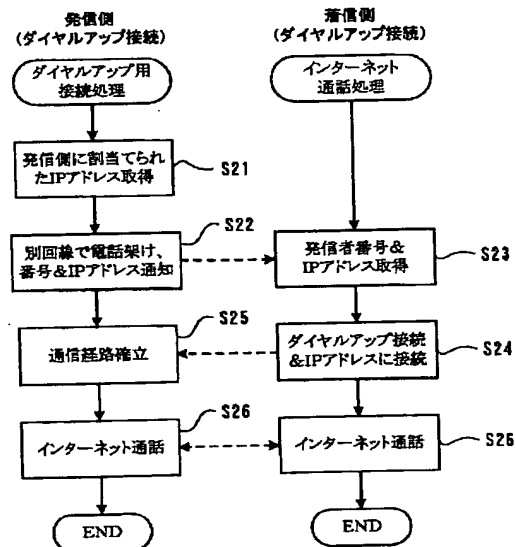 発信側
(ダイヤルアップ接続)
ダイヤルアップ用
接続処理
発信側に割当てられ
たIPアドレス取得
S21
別回線で電話架け、
番号&IPアドレス通知
S22
通信経路確立
S25
インターネット通話
S26
END
着信側
(ダイヤルアップ接続)
インターネット
通話処理
発信者番号&
IPアドレス取得
S23
ダイヤルアップ接続
&IPアドレスに接続
S24
インターネット通話
S26
END